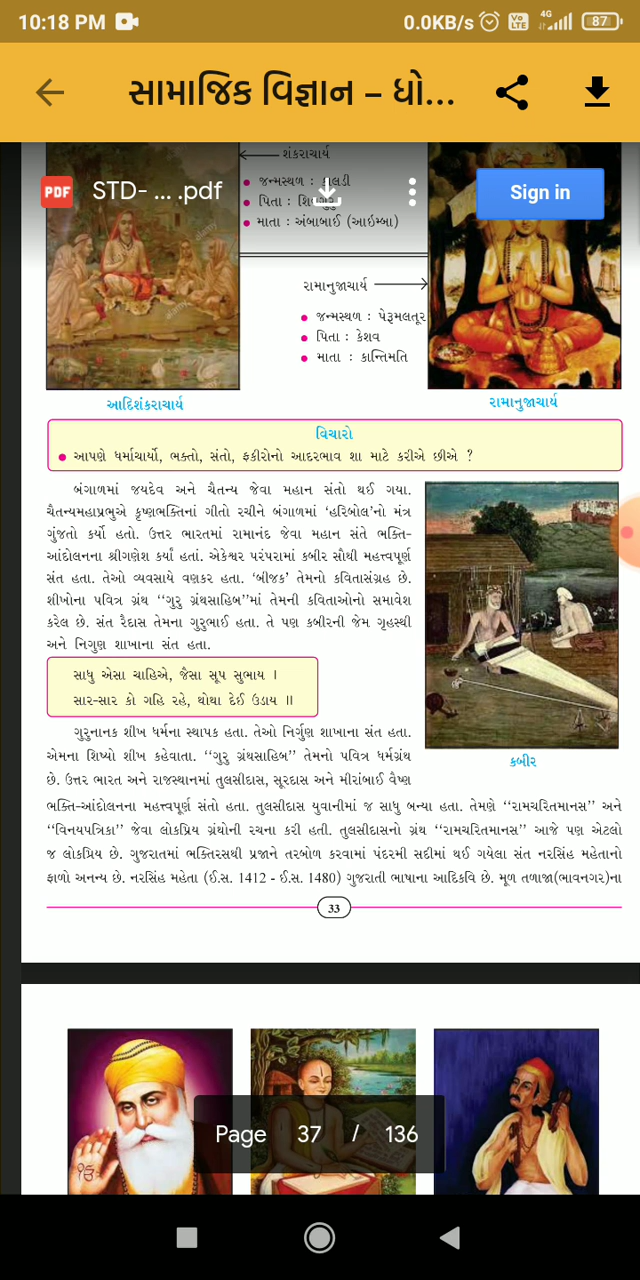 10:18 PM
0.0KB/s
Vo LTE
4G
87
સામાજિક વિજ્ઞાન – ધો...
PDF
STD- ... .pdf
Sign in
શંકરાચાર્ય
• જન્મસ્થળ :
• પિતા :
• માતા : અંબાબાઈ (આઇમ્બા)
રામાનુજાચાર્ય
• જન્મસ્થળ : પેરૂમલતૂર
• પિતા : કેશવ
• માતા : કાન્તિમતિ
આદિશંકરાચાર્ય
રામાનુજાચાર્ય
વિચારો
• આપણે ધર્માચાર્યો, ભક્તો, સંતો, ફકીરોનો આદરભાવ શા માટે કરીએ છીએ ?
બંગાળમાં જયદેવ અને ચૈતન્ય જેવા મહાન સંતો થઈ ગયા.
ચૈતન્યમહાપ્રભુએ કૃષ્ણભક્તિનાં ગીતો રચીને બંગાળમાં 'હરિબોલ'નો મંત્ર
ગુંજતો કર્યો હતો. ઉત્તર ભારતમાં રામાનંદ જેવા મહાન સંતે ભક્તિ-
આંદોલનના શ્રીગણેશ કર્યાં હતાં. એકેશ્વર પરંપરામાં કબીર સૌથી મહત્ત્વપૂર્ણ
સંત હતા. તેઓ વ્યવસાયે વણકર હતા. 'બીજક' તેમનો કવિતાસંગ્રહ છે.
શીખોના પવિત્ર ગ્રંથ "ગુરુ ગ્રંથસાહિબ"માં તેમની કવિતાઓનો સમાવેશ
કરેલ છે. સંત રૈદાસ તેમના ગુરુભાઈ હતા. તે પણ કબીરની જેમ ગૃહસ્થી
અને નિગુણ શાખાના સંત હતા.
સાધુ એસા ચાહિએ, જૈસા સૂપ સુભાય ।
સાર-સાર કો ગહિ રહે, થોથા દેઈ ઉડાય ॥
ગુરુનાનક શીખ ધર્મના સ્થાપક હતા. તેઓ નિર્ગુણ શાખાના સંત હતા.
એમના શિષ્યો શીખ કહેવાતા. "ગુરુ ગ્રંથસાહિબ" તેમનો પવિત્ર ધર્મગ્રંથ
છે. ઉત્તર ભારત અને રાજસ્થાનમાં તુલસીદાસ, સૂરદાસ અને મીરાંબાઈ વૈષ્ણ
કબીર
ભક્તિ-આંદોલનના મહત્ત્વપૂર્ણ સંતો હતા. તુલસીદાસ યુવાનીમાં જ સાધુ બન્યા હતા. તેમણે "રામચરિતમાનસ" અને
"વિનયપત્રિકા" જેવા લોકપ્રિય ગ્રંથોની રચના કરી હતી. તુલસીદાસનો ગ્રંથ "રામચરિતમાનસ" આજે પણ એટલો
જ લોકપ્રિય છે. ગુજરાતમાં ભક્તિરસથી પ્રજાને તરબોળ કરવામાં પંદરમી સદીમાં થઈ ગયેલા સંત નરસિંહ મહેતાનો
ફાળો અનન્ય છે. નરસિંહ મહેતા (ઈ.સ. 1412 - ઈ.સ. 1480) ગુજરાતી ભાષાના આદિકવિ છે. મૂળ તળાજા(ભાવનગર)ના
33
Page 37 / 136